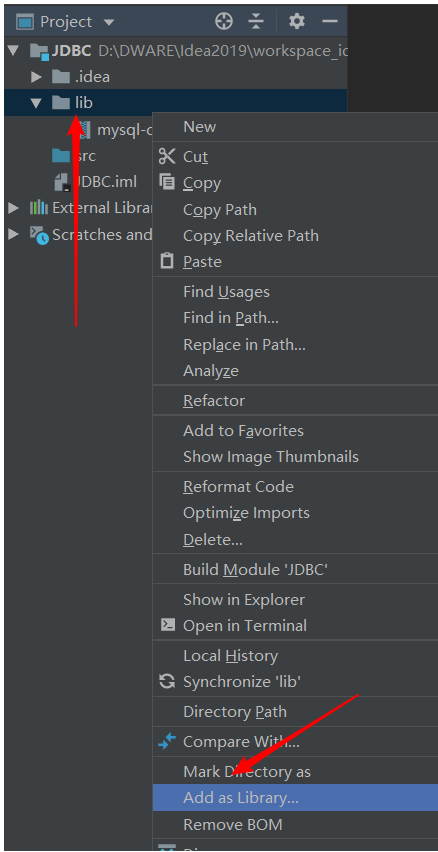 Project
JDBC D:\DWARE\Idea2019\workspace_i
.idea
lib
mysql-
src
JDBC.iml
External Librar
Scratches and
New
Cut
Copy
Copy Path
Copy Relative Path
Paste
Find Usages
Find in Path...
Replace in Path...
Analyze
Refactor
Add to Favorites
Show Image Thumbnails
Reformat Code
Optimize Imports
Delete...
Build Module 'JDBC'
Show in Explorer
Open in Terminal
Local History
Synchronize 'lib'
Directory Path
Compare With...
Mark Directory as
Add as Library...
Remove BOM